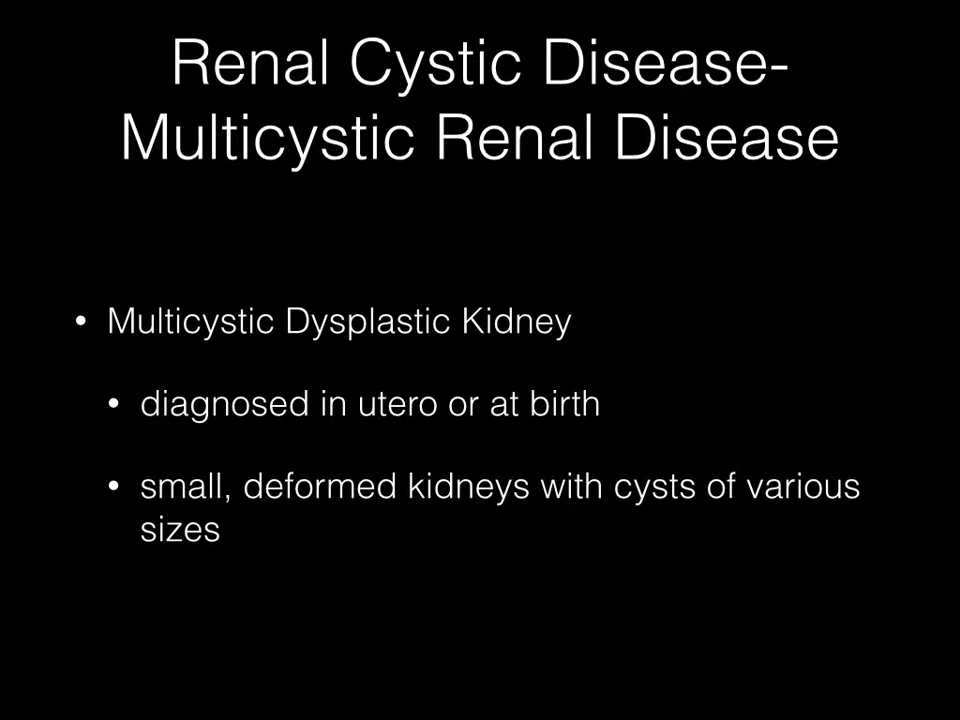 Renal Cystic Disease-
Multicystic Renal Disease
• Multicystic Dysplastic Kidney
• diagnosed in utero or at birth
• small, deformed kidneys with cysts of various
sizes